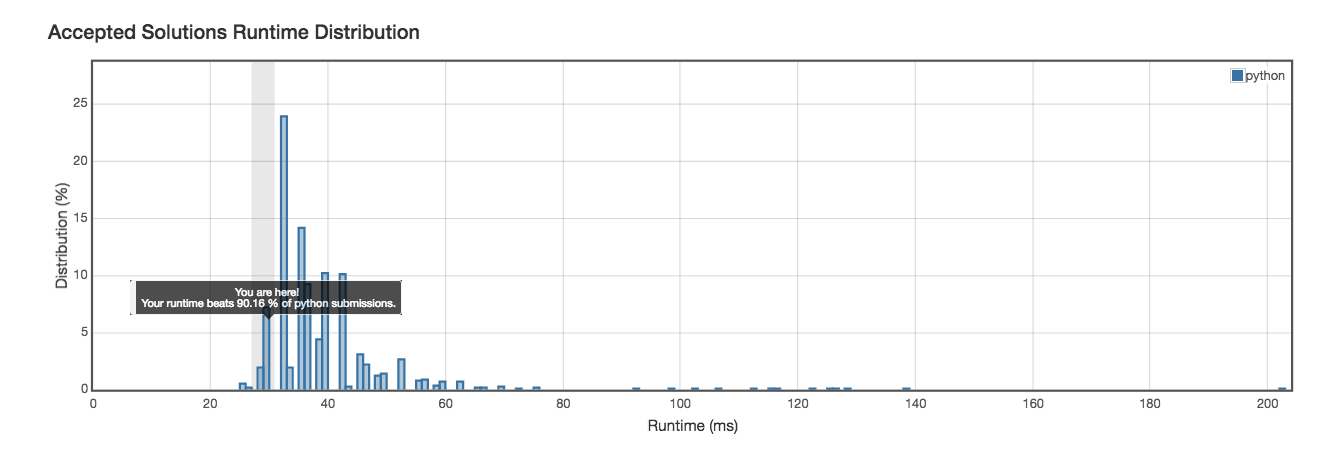 Accepted Solutions Runtime Distribution
python
25
20
15
10
5
0
Distribution (%)
You are here!
Your runtime beats 90.16 % of python submissions.
0 20 40 60 80 100 120 140 160 180 200
Runtime (ms)